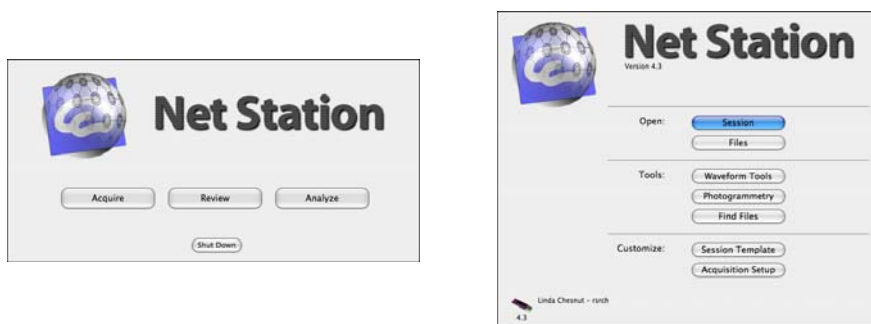 Net Station
Acquire Review Analyze
Shut Down
Net Station
Version 4.3
Open: Session
Files
Tools: Waveform Tools
Photogrammetry
Find Files
Customize: Session Template
Acquisition Setup
Linda Chesnut - rsrch
4.3